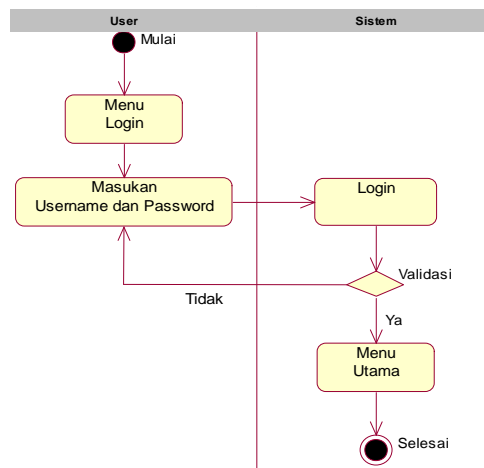 User
Sistem
Mulai
Menu
Login
Masukan
Username dan Password
Login
Validasi
Tidak
Ya
Menu
Utama
Selesai